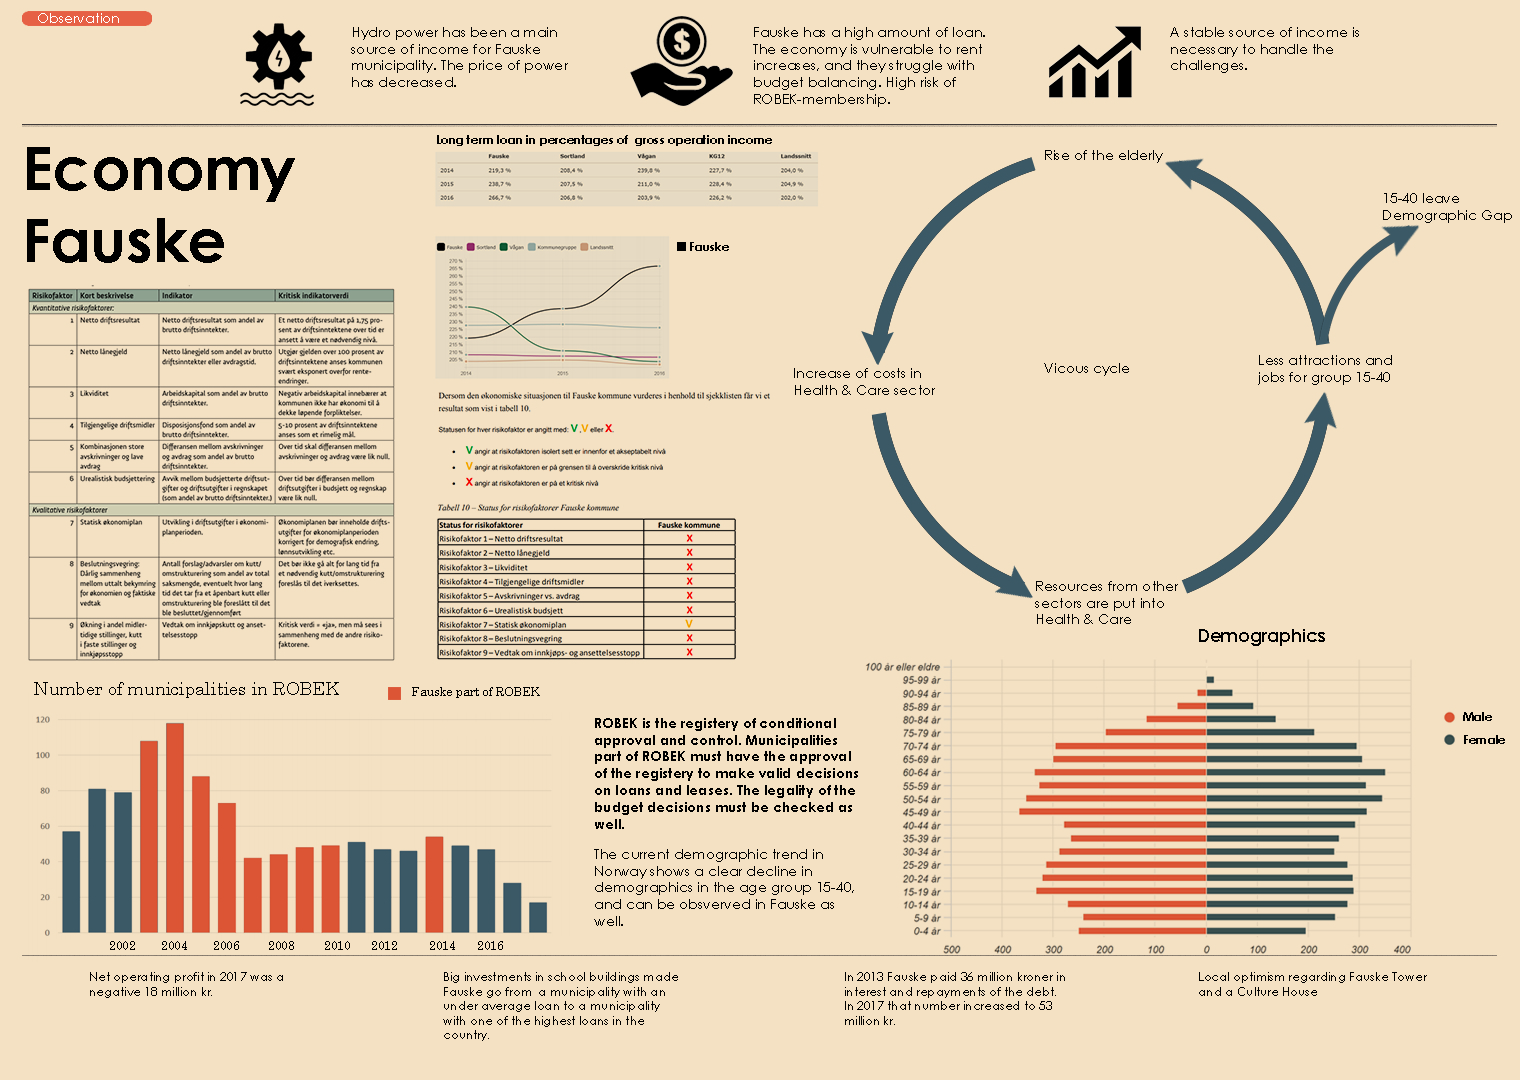 Observation
Hydro power has been a main
source of income for Fauske
municipality. The price of power
has decreased.
Fauske has a high amount of loan.
The economy is vulnerable to rent
increases, and they struggle with
budget balancing. High risk of
ROBEK-membership.
A stable source of income is
necessary to handle the
challenges.
Economy
Fauske
Risikofaktor Kort beskrivelse Indikator Kritisk indikatorverdi
Kvantitative risikofaktorer:
1 Netto driftsresultat Netto driftsresultat som andel av Et netto driftsresultat på 1,75 pro-
brutto driftsinntekter. sent av driftsinntektene over tid er
ansett å være et nødvendig nivå.
2 Netto lånegjeld Netto lånegjeld som andel av brutto Utgjør gjelden over 100 prosent av
driftsinntekter eller avdragstid. driftsinntektene anses kommunen
svært eksponert overfor rente-
endringer.
3 Likviditet Arbeidskapital som andel av brutto Negativ arbeidskapital innebærer at
driftsinntekter. kommunen ikke har økonomi til å
dekke løpende forpliktelser.
4 Tilgjengelige driftsmidler Disposisjonsfond som andel av 5-10 prosent av driftsinntektene
brutto driftsinntekter. anses som et rimelig mål.
5 Kombinasjonen store Differansen mellom avskrivninger Over tid skal differansen mellom
avskrivninger og lave og avdrag som andel av brutto avskrivninger og avdrag være lik null.
avdrag driftsinntekter.
6 Urealistisk budsjettering Avvik mellom budsjetterte driftsut- Over tid bør differansen mellom
gifter og driftsutgifter i regnskapet driftsutgifter i budsjett og regnskap
(som andel av brutto driftsinntekter.) være lik null.
Kvalitative risikofaktorer
7 Statisk økonomiplan Utvikling i driftsutgifter i økonomi- Økonomiplanen bør inneholde drifts-
planperioden. utgifter for økonomiplanperioden
korrigert for demografisk endring,
lønnsutvikling etc.
8 Beslutningsvegring: Antall forslag/advarsler om kutt/ Det bør ikke gå alt for lang tid fra
Dårlig sammenheng omstrukturering som andel av total et nødvendig kutt/omstrukturering
mellom uttalt bekymring saksmengde, eventuelt hvor lang foreslås til det iverksettes.
for økonomien og faktiske tid det tar fra et åpenbart kutt eller
vedtak omstrukturering ble foreslått til det
ble besluttet/gjennomført
9 Økning i andel midler- Vedtak om innkjøpskutt og anset- Kritisk verdi = «ja», men må sees i
tidige stillinger, kutt telsesstopp sammenheng med de andre risiko-
i faste stillinger og faktorene.
innkjøpsstopp
Long term loan in percentages of gross operation income
Fauske Sortland Vågan KG12 Landssnitt
2014 219,3 % 208,4 % 239,8 % 227,7 % 204,0 %
2015 238,7 % 207,5 % 211,0 % 228,4 % 204,9 %
2016 266,7 % 206,8 % 203,9 % 226,2 % 202,0 %
Fauske Sortland Vågan Kommunegruppe Landssnitt
Fauske
270 %
265 %
260 %
255 %
250 %
245 %
240 %
235 %
230 %
225 %
220 %
215 %
210 %
205 %
2014 2015 2016
Dersom den økonomiske situasjonen til Fauske kommune vurderes i henhold til sjekklisten får vi et
resultat som vist i tabell 10.
Statusen for hver risikofaktor er angitt med: V, V eller X.
• V angir at risikofaktoren isolert sett er innenfor et akseptabelt nivå
• V angir at risikofaktoren er på grensen til å overskride kritisk nivå
• X angir at risikofaktoren er på et kritisk nivå
Tabell 10 – Status for risikofaktorer Fauske kommune
Status for risikofaktorer Fauske kommune
Risikofaktor 1 – Netto driftsresultat X
Risikofaktor 2 – Netto lånegjeld X
Risikofaktor 3 – Likviditet X
Risikofaktor 4 – Tilgjengelige driftsmidler X
Risikofaktor 5 – Avskrivninger vs. avdrag X
Risikofaktor 6 – Urealistisk budsjett X
Risikofaktor 7 – Statisk økonomiplan V
Risikofaktor 8 – Beslutningsvegring X
Risikofaktor 9 – Vedtak om innkjøps- og ansettelsesstopp X
Rise of the elderly
15-40 leave
Demographic Gap
Increase of costs in
Health & Care sector
Vicous cycle
Less attractions and
jobs for group 15-40
Resources from other
sectors are put into
Health & Care
Number of municipalities in ROBEK
Fauske part of ROBEK
120
100
80
60
40
20
0
2002 2004 2006 2008 2010 2012 2014 2016
ROBEK is the registery of conditional
approval and control. Municipalities
part of ROBEK must have the approval
of the registery to make valid decisions
on loans and leases. The legality of the
budget decisions must be checked as
well.
The current demographic trend in
Norway shows a clear decline in
demographics in the age group 15-40,
and can be obsverved in Fauske as
well.
Demographics
100 år eller eldre
95-99 år
90-94 år
85-89 år
80-84 år
75-79 år
70-74 år
65-69 år
60-64 år
55-59 år
50-54 år
45-49 år
40-44 år
35-39 år
30-34 år
25-29 år
20-24 år
15-19 år
10-14 år
5-9 år
0-4 år
500 400 300 200 100 0 100 200 300 400
Male
Female
Net operating profit in 2017 was a
negative 18 million kr.
Big investments in school buildings made
Fauske go from a municipality with an
under average loan to a municipality
with one of the highest loans in the
country.
In 2013 Fauske paid 36 million kroner in
interest and repayments of the debt.
In 2017 that number increased to 53
million kr.
Local optimism regarding Fauske Tower
and a Culture House